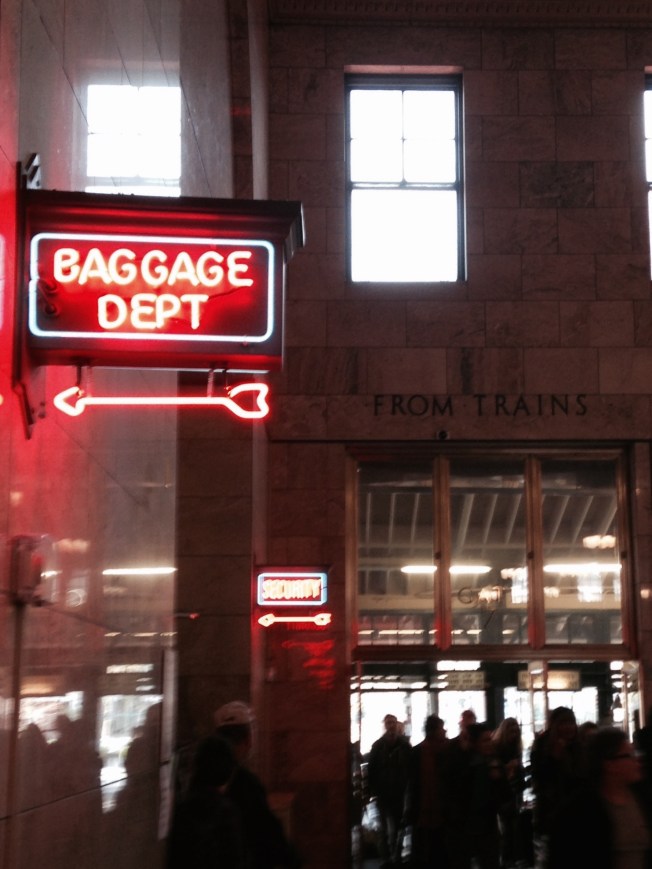 BAGGAGE
DEPT
FROM TRAINS
SECURITY